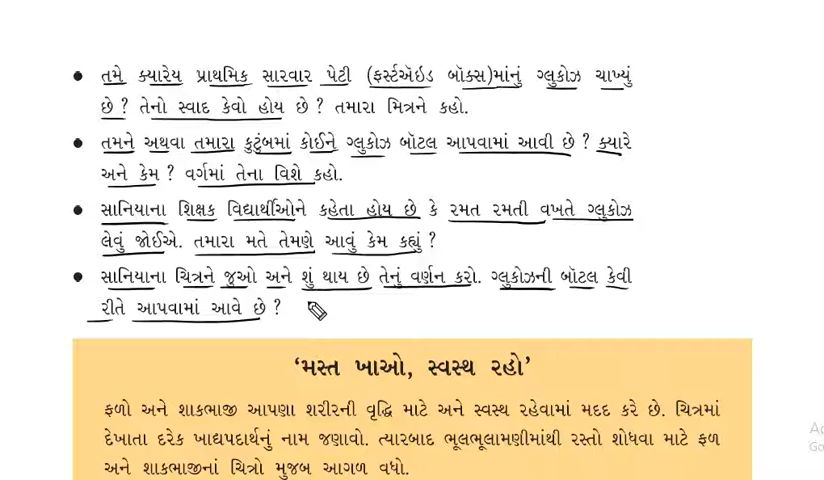 ● તમે ક્યારેય પ્રાથમિક સારવાર પેટી (ફર્સ્ટઍઇડ બૉક્સ)માંનું ગ્લુકોઝ ચાખ્યું
છે ? તેનો સ્વાદ કેવો હોય છે ? તમારા મિત્રને કહો.
● તમને અથવા તમારા કુટુંબમાં કોઈને ગ્લુકોઝ બૉટલ આપવામાં આવી છે ? ક્યારે
અને કેમ ? વર્ગમાં તેના વિશે કહો.
● સાનિયાના શિક્ષક વિદ્યાર્થીઓને કહેતા હોય છે કે રમત રમતી વખતે ગ્લુકોઝ
લેવું જોઈએ. તમારા મતે તેમણે આવું કેમ કહ્યું ?
● સાનિયાના ચિત્રને જૂઓ અને શું થાય છે તેનું વર્ણન કરો. ગ્લુકોઝની બૉટલ કેવી
રીતે આપવામાં આવે છે ?
‘મસ્ત ખાઓ, સ્વસ્થ રહો’
ફળો અને શાકભાજી આપણા શરીરની વૃદ્ધિ માટે અને સ્વસ્થ રહેવામાં મદદ કરે છે. ચિત્રમાં
દેખાતા દરેક ખાદ્યપદાર્થનું નામ જણાવો. ત્યારબાદ ભૂલભૂલામણીમાંથી રસ્તો શોધવા માટે ફળ
અને શાકભાજીનાં ચિત્રો મુજબ આગળ વધો.